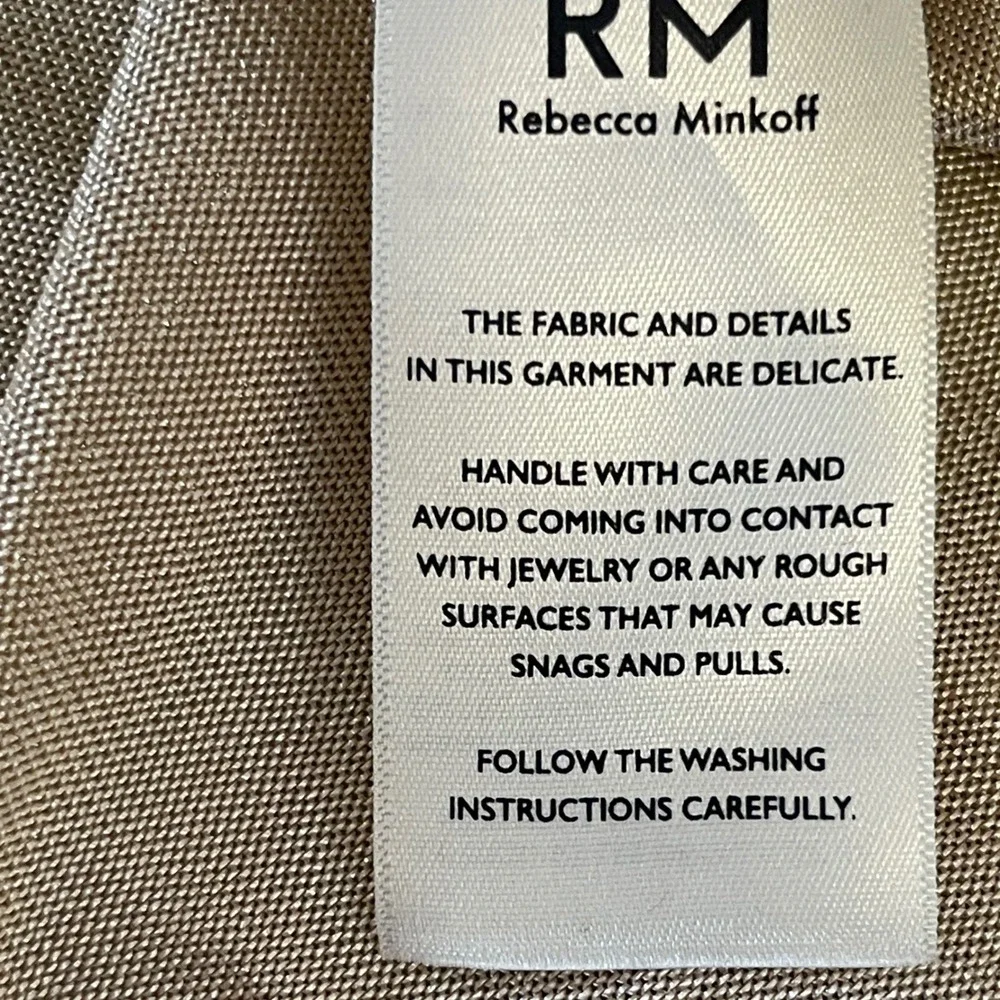 RM
Rebecca Minkoff
THE FABRIC AND DETAILS
IN THIS GARMENT ARE DELICATE.
HANDLE WITH CARE AND
AVOID COMING INTO CONTACT
WITH JEWELRY OR ANY ROUGH
SURFACES THAT MAY CAUSE
SNAGS AND PULLS.
FOLLOW THE WASHING
INSTRUCTIONS CAREFULLY.